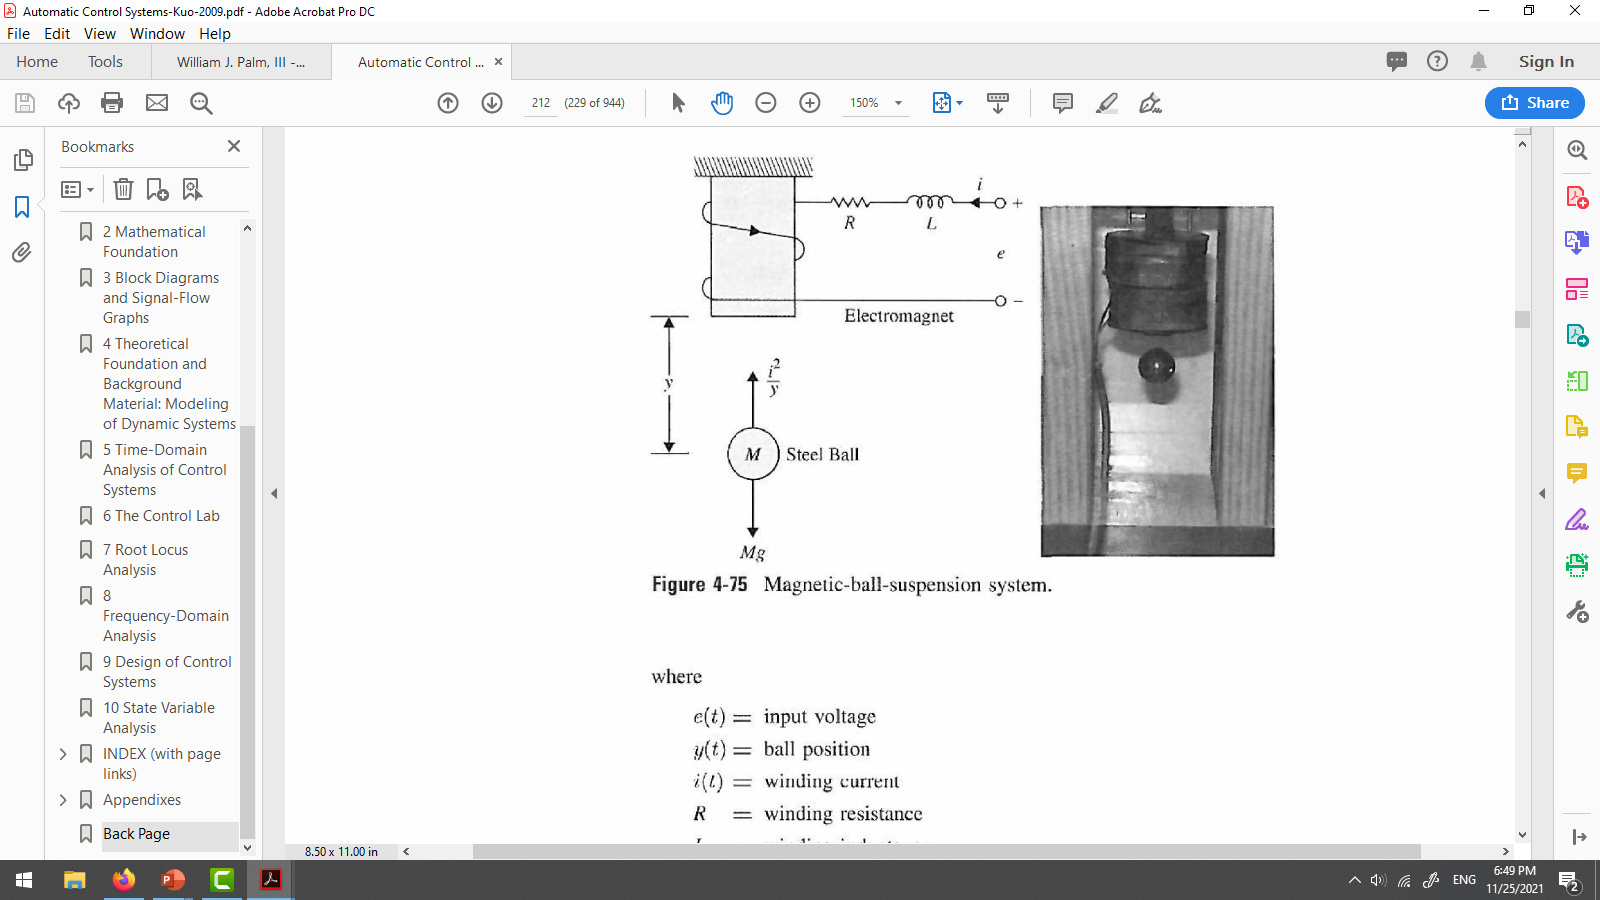 Automatic Control Systems-Kuo-2009.pdf - Adobe Acrobat Pro DC
File Edit View Window Help
Home Tools William J. Palm, III -... Automatic Control ... ×
Sign In
212 (229 of 944) 150%
Share
Bookmarks
2 Mathematical
Foundation
3 Block Diagrams
and Signal-Flow
Graphs
4 Theoretical
Foundation and
Background
Material: Modeling
of Dynamic Systems
5 Time-Domain
Analysis of Control
Systems
6 The Control Lab
7 Root Locus
Analysis
8
Frequency-Domain
Analysis
9 Design of Control
Systems
10 State Variable
Analysis
INDEX (with page
links)
Appendixes
Back Page
i
+
R L
e
−
Electromagnet
y
i²/y
M Steel Ball
Mg
Figure 4-75 Magnetic-ball-suspension system.
where
e(t) = input voltage
y(t) = ball position
i(t) = winding current
R = winding resistance
8.50 x 11.00 in
ENG
6:49 PM
11/25/2021
2